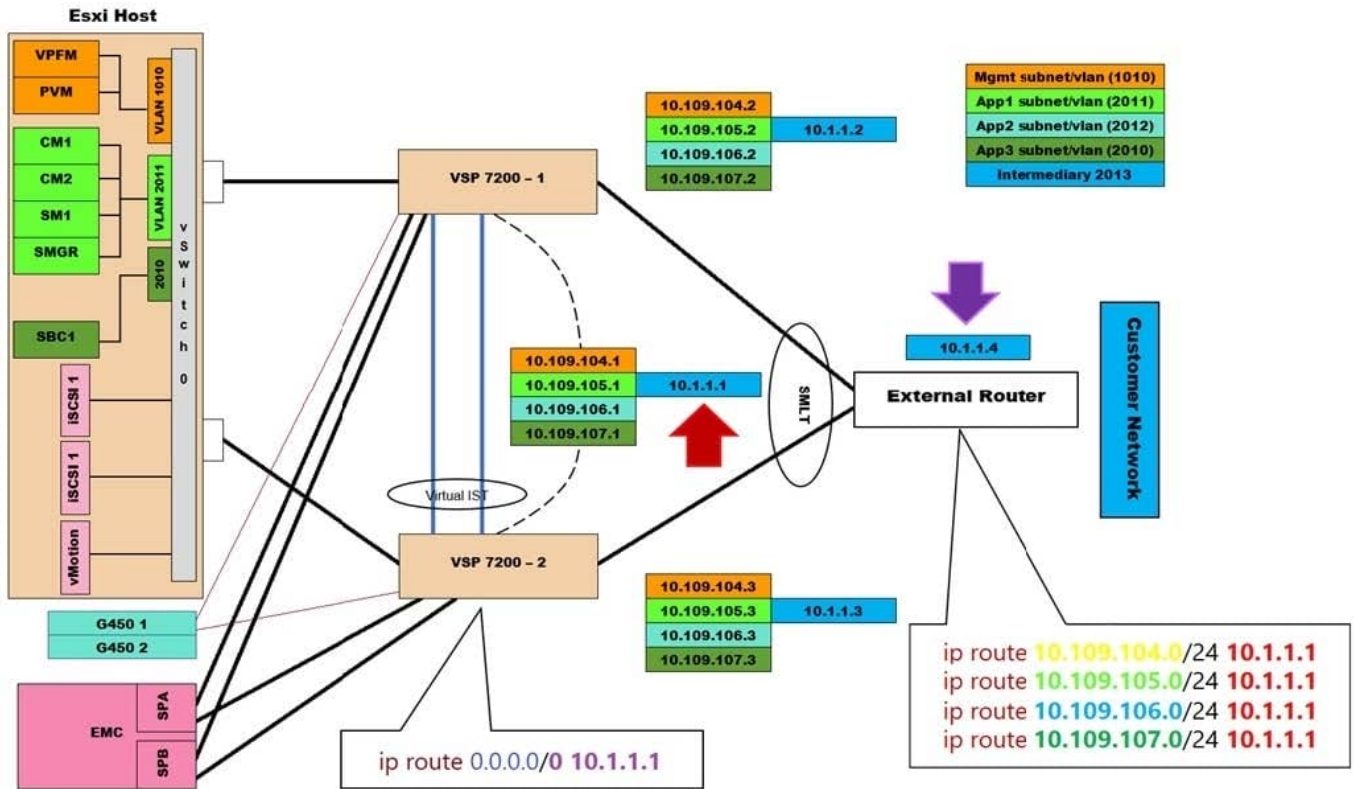 Esxi Host
VPFM
PVM
VLAN 1010
CM1
CM2
SM1
SMGR
VLAN 2011
2010
SBC1
vSwitch 0
iSCSI 1
iSCSI 1
vMotion
G450 1
G450 2
EMC
SPA
SPB
VSP 7200 – 1
VSP 7200 – 2
Virtual IST
10.109.104.2
10.109.105.2
10.1.1.2
10.109.106.2
10.109.107.2
10.109.104.1
10.109.105.1
10.1.1.1
10.109.106.1
10.109.107.1
10.109.104.3
10.109.105.3
10.1.1.3
10.109.106.3
10.109.107.3
SMLT
Mgmt subnet/vlan (1010)
App1 subnet/vlan (2011)
App2 subnet/vlan (2012)
App3 subnet/vlan (2010)
Intermediary 2013
10.1.1.4
External Router
Customer Network
ip route 0.0.0.0/0 10.1.1.1
ip route 10.109.104.0/24 10.1.1.1
ip route 10.109.105.0/24 10.1.1.1
ip route 10.109.106.0/24 10.1.1.1
ip route 10.109.107.0/24 10.1.1.1